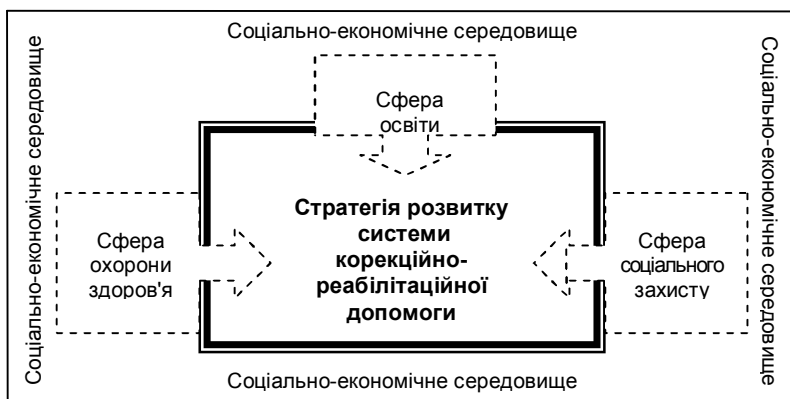 Соціально-економічне середовище
Соціально-економічне середовище
Соціально-економічне середовище
Сфера
освіти
Стратегія розвитку
системи
корекційно-
реабілітаційної
допомоги
Сфера
охорони
здоров'я
Сфера
соціального
захисту
Соціально-економічне середовище